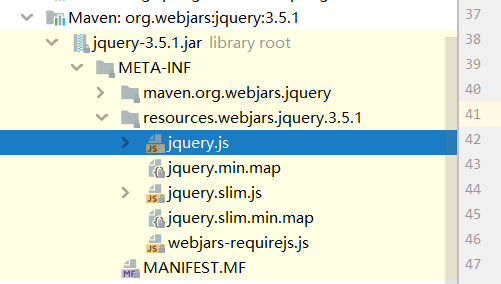 Maven: org.webjars:jquery:3.5.1
jquery-3.5.1.jar library root
META-INF
maven.org.webjars.jquery
resources.webjars.jquery.3.5.1
jquery.js
jquery.min.map
jquery.slim.js
jquery.slim.min.map
webjars-requirejs.js
MANIFEST.MF
37
38
39
40
41
42
43
44
45
46
47